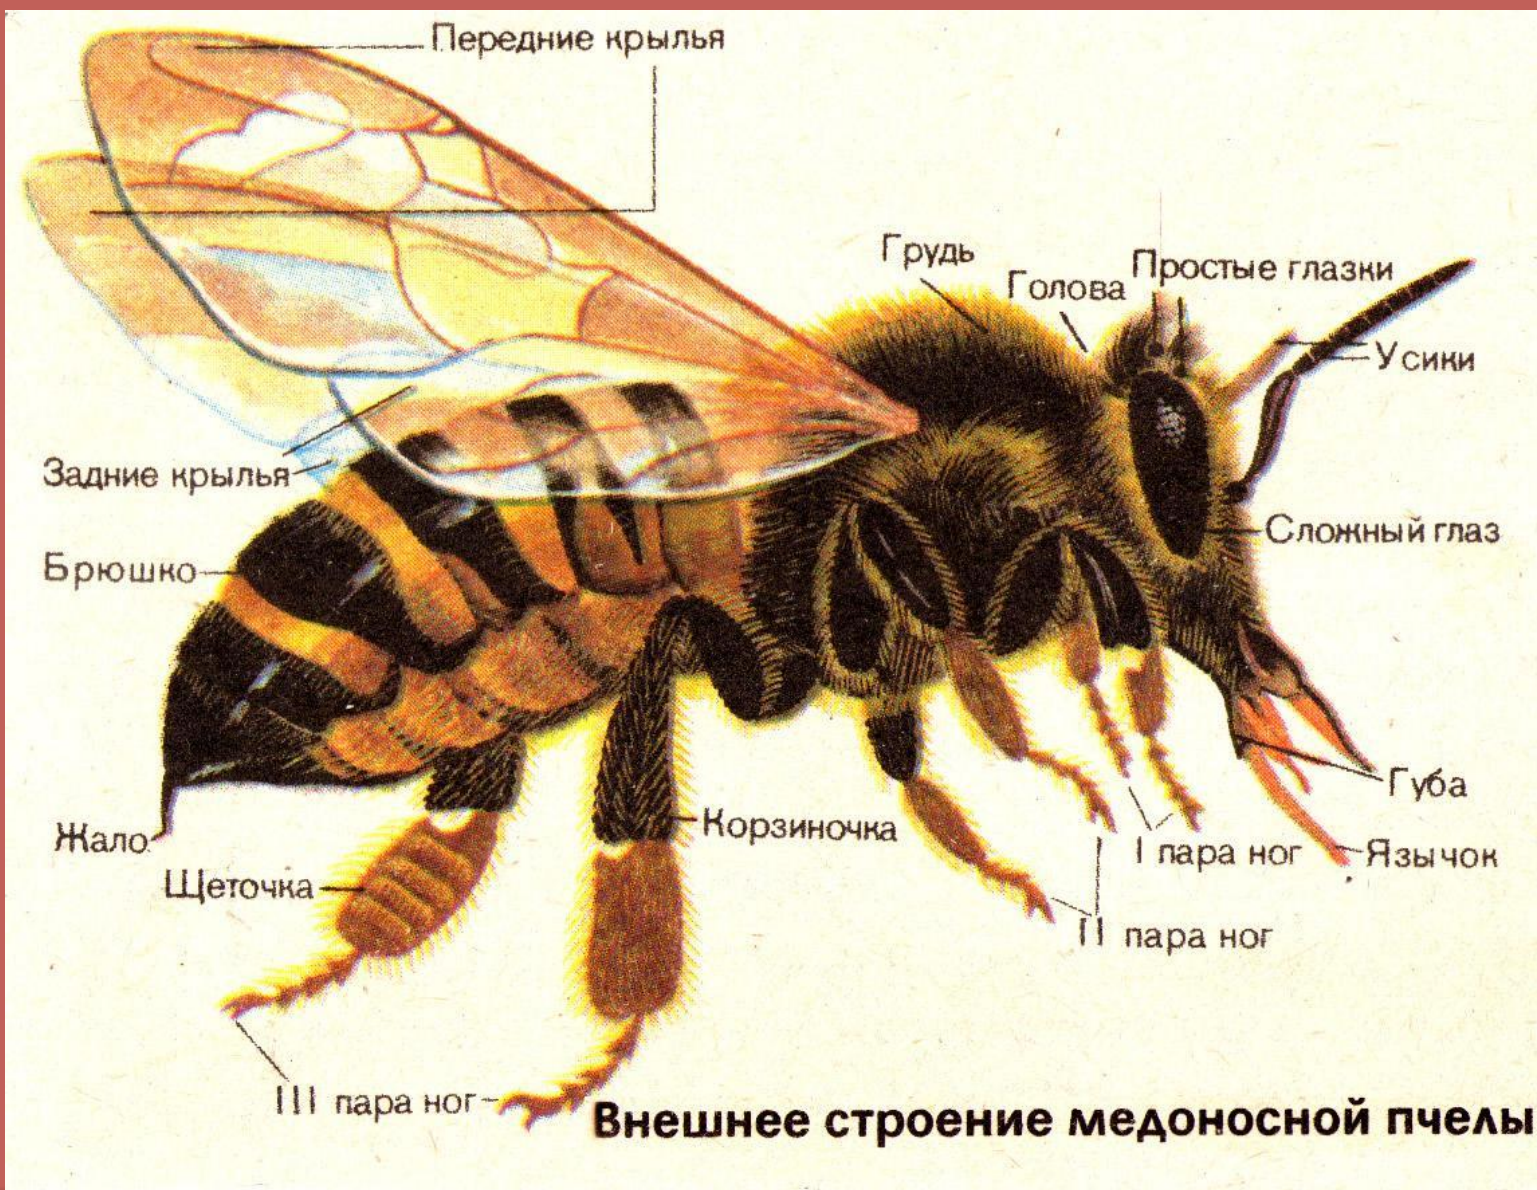 Передние крылья
Грудь
Голова
Простые глазки
Усики
Задние крылья
Сложный глаз
Брюшко
Губа
Жало
Корзиночка
I пара ног
Язычок
Щеточка
II пара ног
III пара ног
Внешнее строение медоносной пчелы